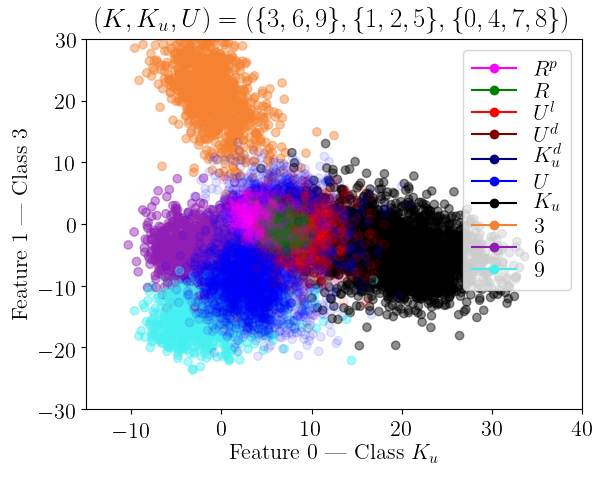 (K, K_u, U) = ({3, 6, 9}, {1, 2, 5}, {0, 4, 7, 8})
30
20
10
0
−10
−20
−30
Feature 1 — Class 3
R^p
R
U^l
U^d
K_u^d
U
K_u
3
6
9
−10 0 10 20 30 40
Feature 0 — Class K_u